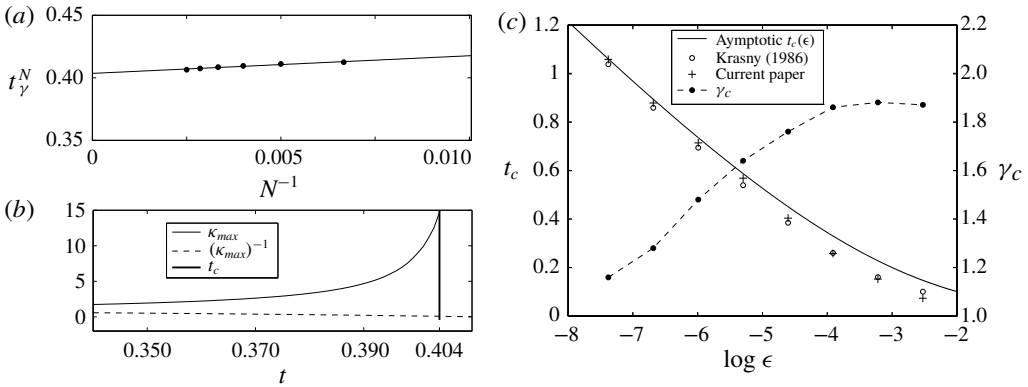 (a)
0.45
0.40
0.35
t_γ^N
0
0.005
0.010
N⁻¹
(b)
15
10
5
0
κ_max
(κ_max)⁻¹
t_c
0.350
0.370
0.390
0.404
t
(c)
1.2
1
0.8
0.6
0.4
0.2
0
t_c
Aymptotic t_c(ϵ)
Krasny (1986)
Current paper
γ_c
2.2
2.0
1.8
1.6
1.4
1.2
1.0
γ_c
−8
−7
−6
−5
−4
−3
−2
log ϵ